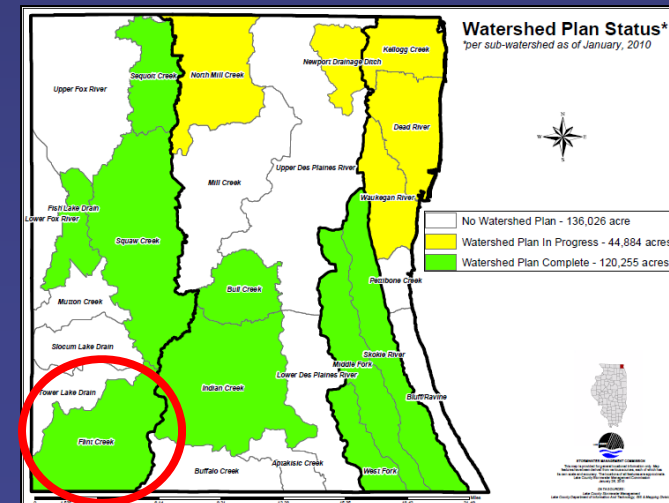 Watershed Plan Status*
*per sub-watershed as of January, 2010
Kellogg Creek
Newport Drainage Ditch
Sequoit Creek
North Mill Creek
Upper Fox River
Dead River
Upper Des Plaines River
Mill Creek
Waukegan River
Fish Lake Drain
Lower Fox River
No Watershed Plan - 136,026 acre
Squaw Creek
Watershed Plan In Progress - 44,884 acres
Watershed Plan Complete - 120,255 acres
Pettibone Creek
Bull Creek
Mutton Creek
Slocum Lake Drain
Skokie River
Middle Fork
Lower Des Plaines River
Tower Lake Drain
Indian Creek
Bluff/Ravine
Flint Creek
Aptakisic Creek
Buffalo Creek
West Fork
STORMWATER MANAGEMENT COMMISSION